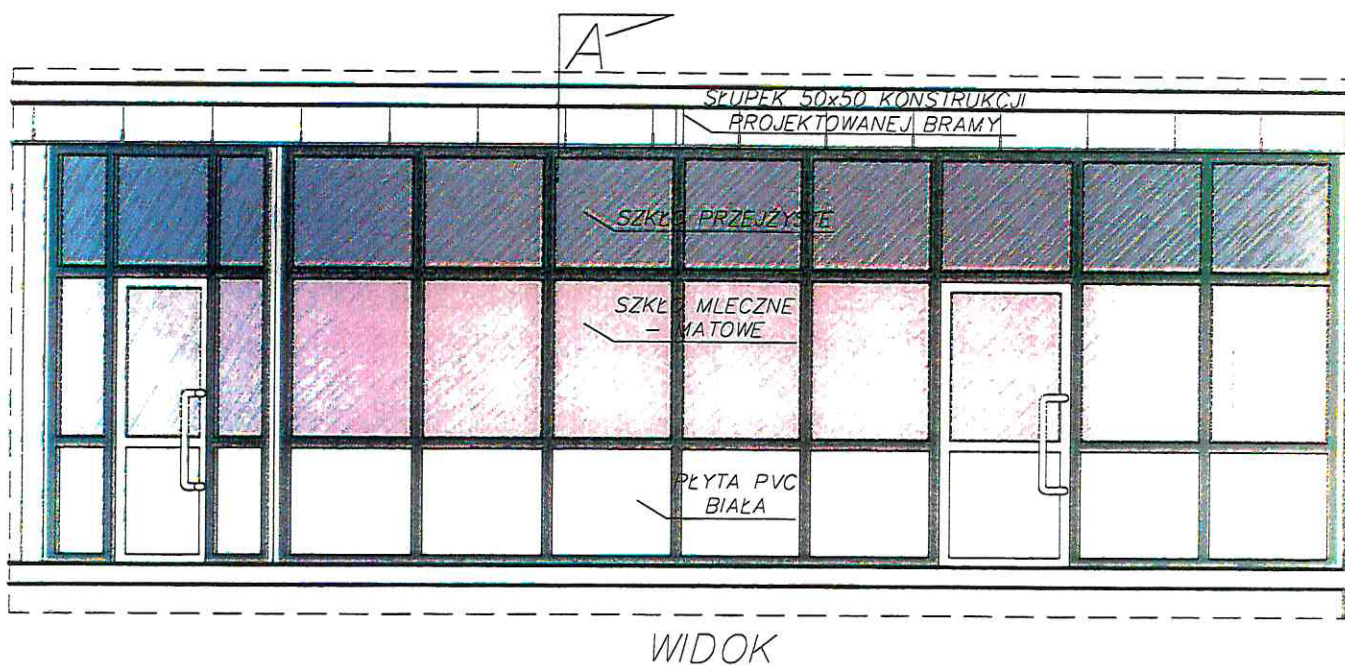 A
SŁUPEK 50x50 KONSTRUKCJI
PROJEKTOWANEJ BRAMY
SZKŁO PRZEJŻYSTE
SZKŁO MLECZNE
- MATOWE
PŁYTA PVC
BIAŁA
WIDOK